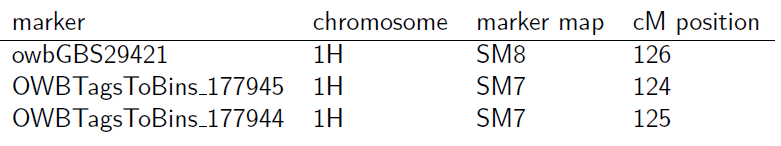 marker chromosome marker map cM position
owbGBS29421 1H SM8 126
OWBTagsToBins_177945 1H SM7 124
OWBTagsToBins_177944 1H SM7 125